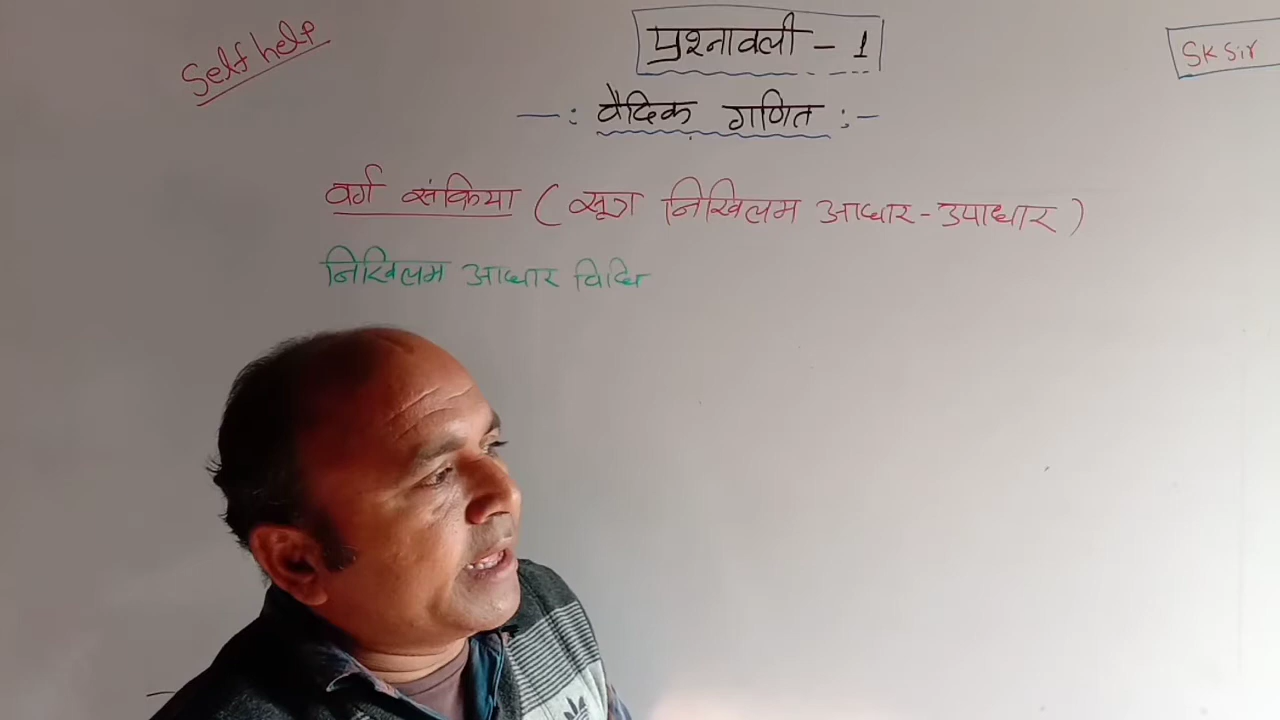 Self help
प्रश्नावली - 1
SK Sir
-: वैदिक गणित :-
वर्ग संक्रिया ( सूत्र निखिलम आधार-उपाधार )
निखिलम आधार विधि